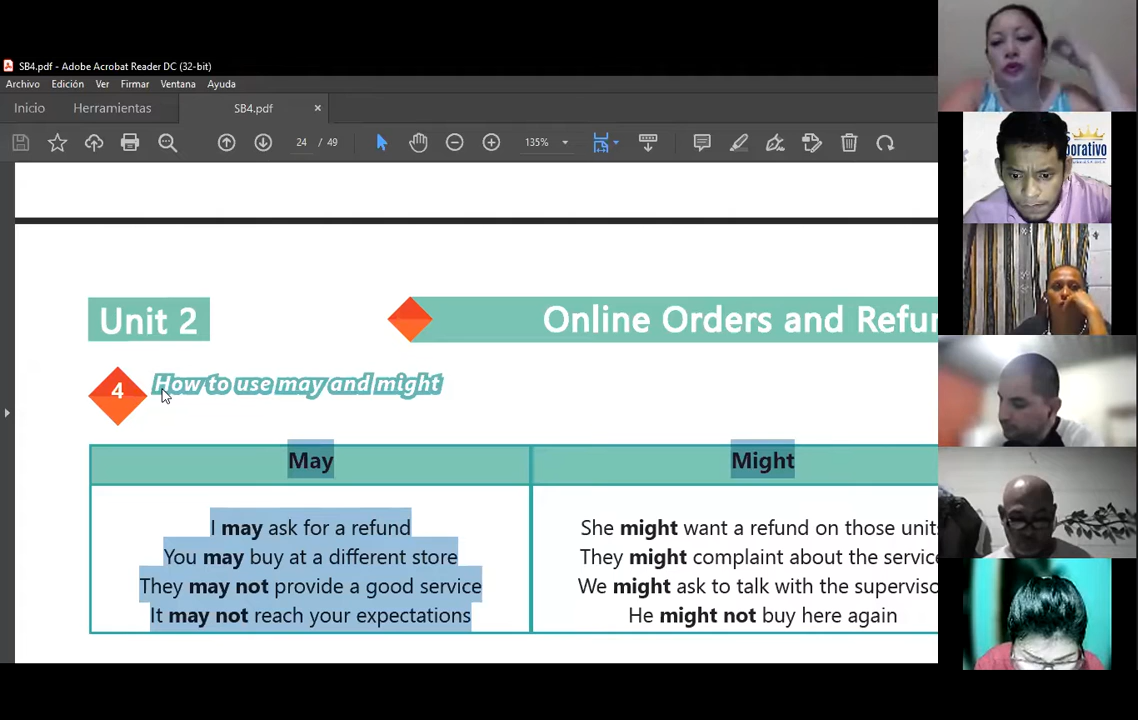 SB4.pdf - Adobe Acrobat Reader DC (32-bit)
Archivo Edición Ver Firmar Ventana Ayuda
Inicio Herramientas SB4.pdf ×
24 / 49 135%
Unit 2 Online Orders and Refun
4 How to use may and might
May Might
I may ask for a refund
You may buy at a different store
They may not provide a good service
It may not reach your expectations
She might want a refund on those units
They might complaint about the service
We might ask to talk with the superviso
He might not buy here again
porativo